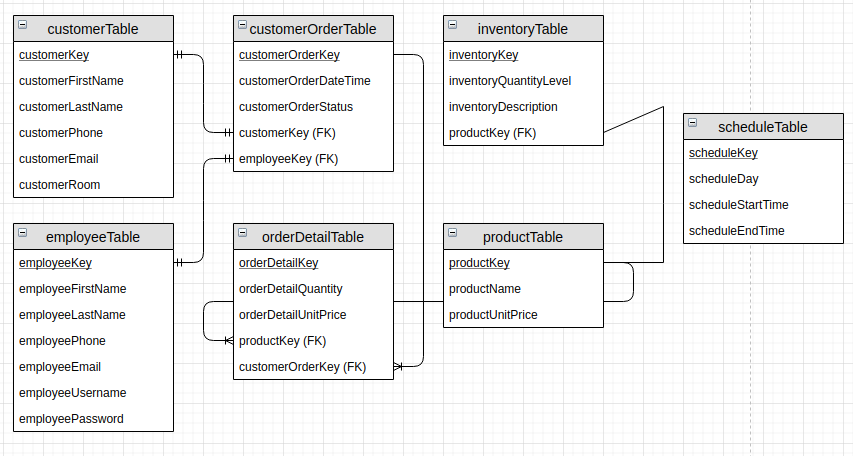 customerTable
customerKey
customerFirstName
customerLastName
customerPhone
customerEmail
customerRoom
customerOrderTable
customerOrderKey
customerOrderDateTime
customerOrderStatus
customerKey (FK)
employeeKey (FK)
inventoryTable
inventoryKey
inventoryQuantityLevel
inventoryDescription
productKey (FK)
scheduleTable
scheduleKey
scheduleDay
scheduleStartTime
scheduleEndTime
employeeTable
employeeKey
employeeFirstName
employeeLastName
employeePhone
employeeEmail
employeeUsername
employeePassword
orderDetailTable
orderDetailKey
orderDetailQuantity
orderDetailUnitPrice
productKey (FK)
customerOrderKey (FK)
productTable
productKey
productName
productUnitPrice